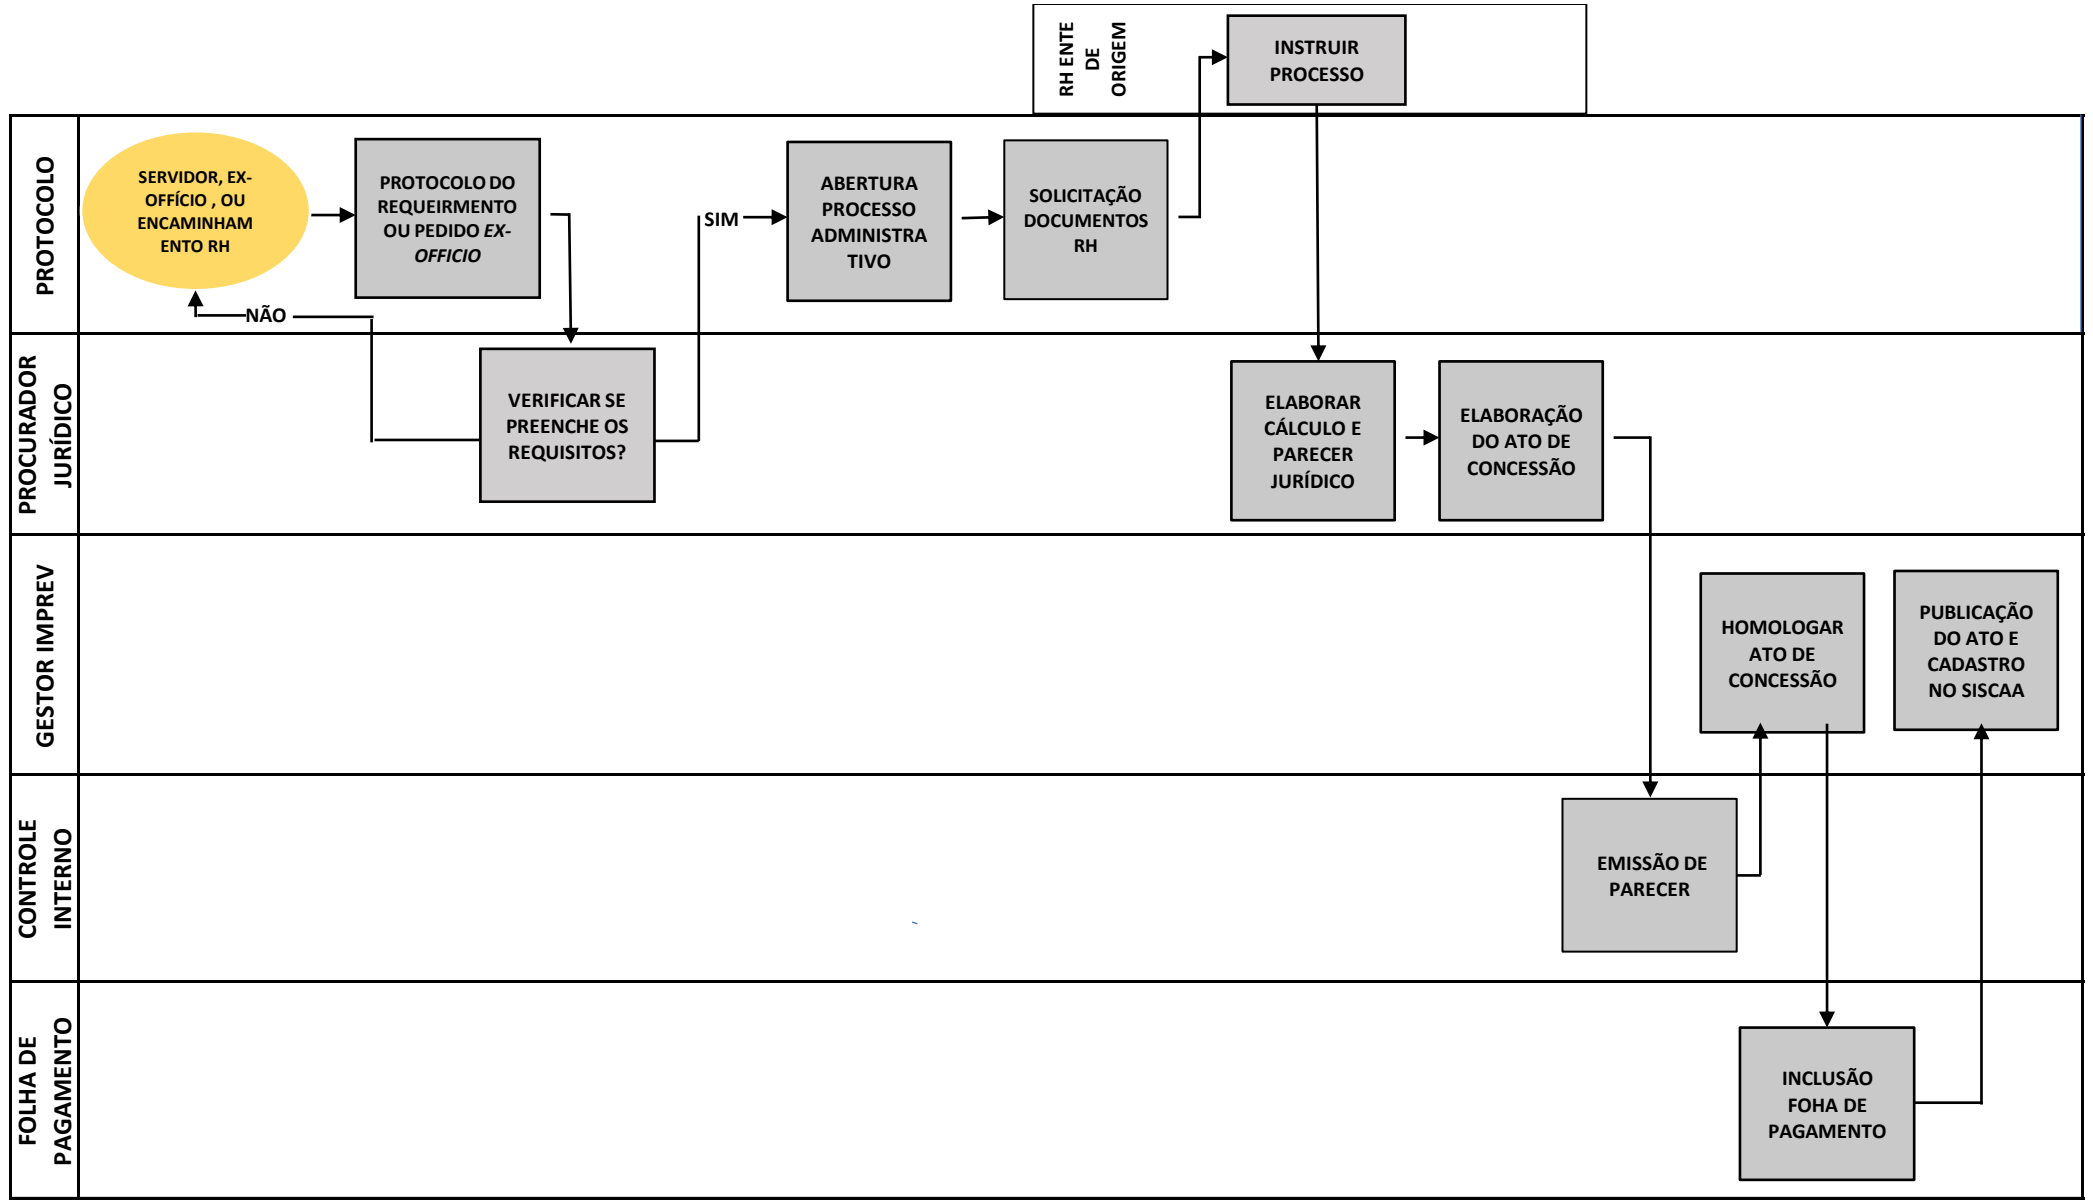 RH ENTE
DE
ORIGEM
INSTRUIR
PROCESSO
PROTOCOLO
SERVIDOR, EX-
OFFÍCIO , OU
ENCAMINHAM
ENTO RH
PROTOCOLO DO
REQUEIRMENTO
OU PEDIDO EX-
OFFICIO
SIM
ABERTURA
PROCESSO
ADMINISTRA
TIVO
SOLICITAÇÃO
DOCUMENTOS
RH
NÃO
PROCURADOR
JURÍDICO
VERIFICAR SE
PREENCHE OS
REQUISITOS?
ELABORAR
CÁLCULO E
PARECER
JURÍDICO
ELABORAÇÃO
DO ATO DE
CONCESSÃO
GESTOR IMPREV
HOMOLOGAR
ATO DE
CONCESSÃO
PUBLICAÇÃO
DO ATO E
CADASTRO
NO SISCAA
CONTROLE
INTERNO
EMISSÃO DE
PARECER
FOLHA DE
PAGAMENTO
INCLUSÃO
FOHA DE
PAGAMENTO